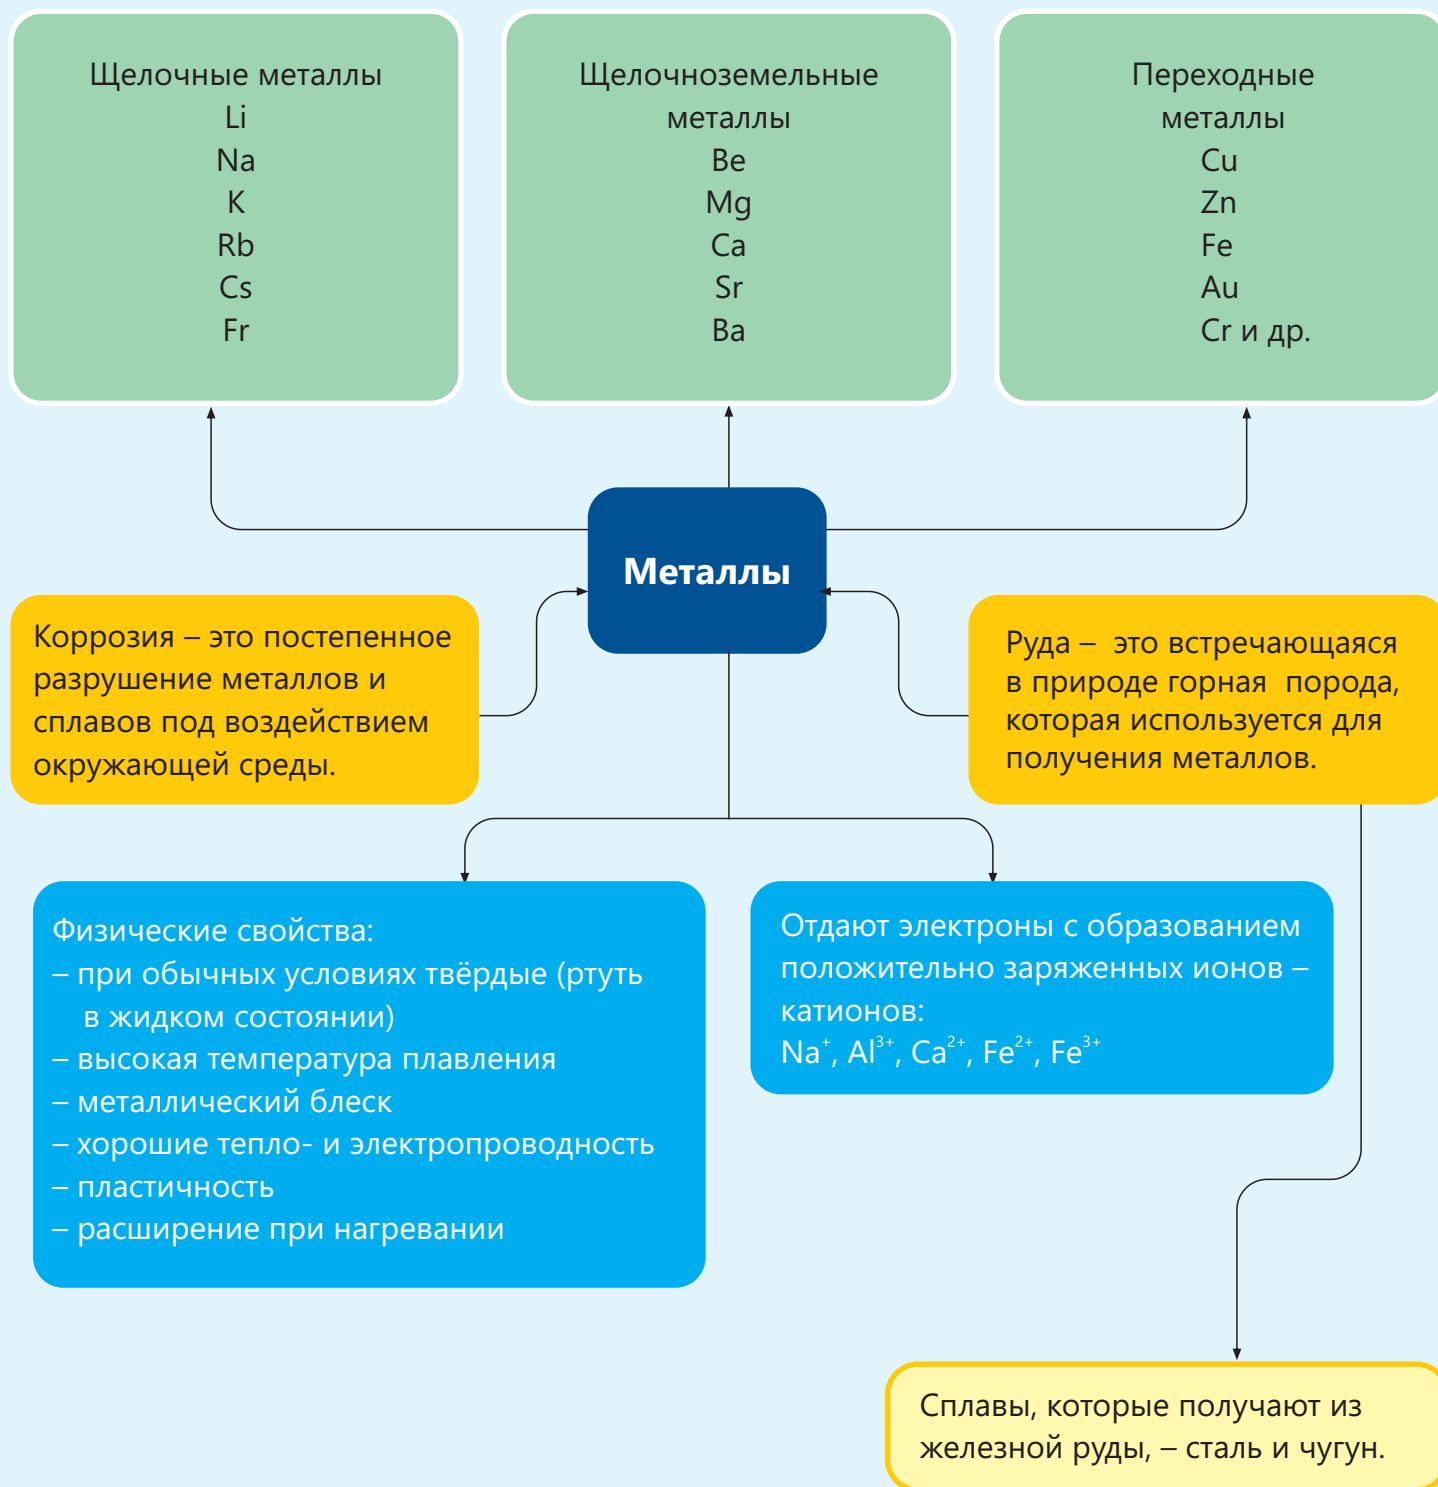 Щелочные металлы
Li
Na
K
Rb
Cs
Fr
Щелочноземельные
металлы
Be
Mg
Ca
Sr
Ba
Переходные
металлы
Cu
Zn
Fe
Au
Cr и др.
Металлы
Коррозия – это постепенное
разрушение металлов и
сплавов под воздействием
окружающей среды.
Руда – это встречающаяся
в природе горная порода,
которая используется для
получения металлов.
Физические свойства:
– при обычных условиях твёрдые (ртуть
в жидком состоянии)
– высокая температура плавления
– металлический блеск
– хорошие тепло- и электропроводность
– пластичность
– расширение при нагревании
Отдают электроны с образованием
положительно заряженных ионов –
катионов:
Na⁺, Al³⁺, Ca²⁺, Fe²⁺, Fe³⁺
Сплавы, которые получают из
железной руды, – сталь и чугун.